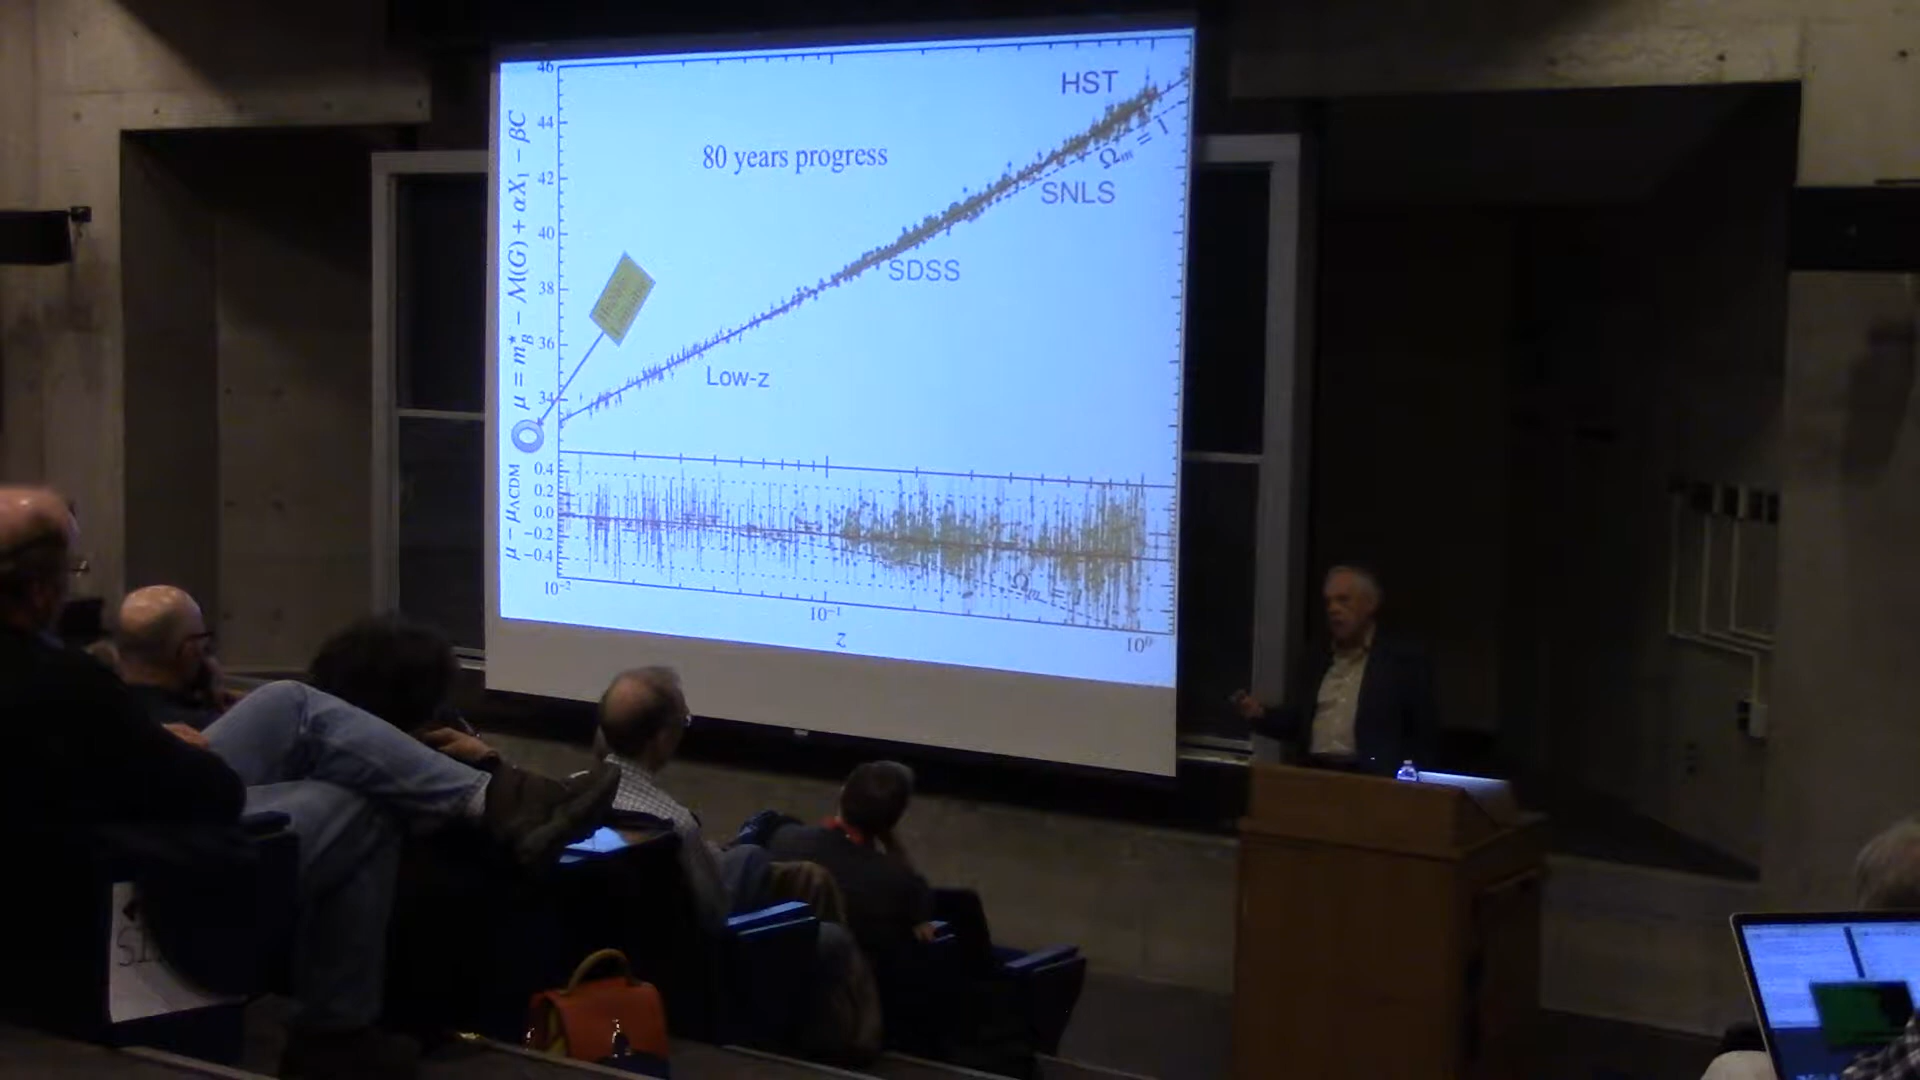 46
HST
44
80 years progress
Ωm = 1
42
SNLS
40
SDSS
38
36
Low-z
34
μ = m*B − M(G) + αX1 − βC
0.4
0.2
0.0
−0.2
−0.4
μ − μΛCDM
Ωm = 1
10-2
10-1
100
z